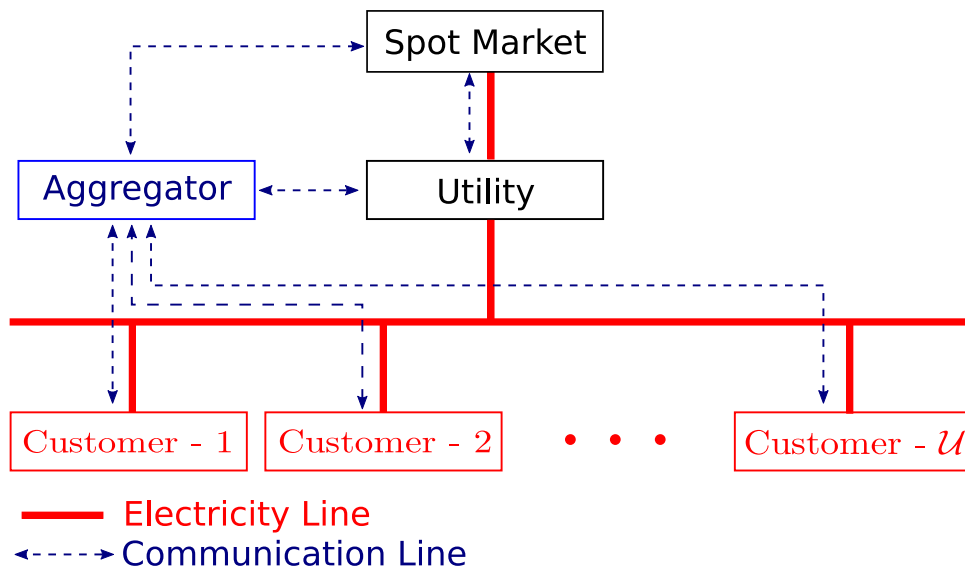 Spot Market
Aggregator
Utility
Customer - 1
Customer - 2
• • •
Customer - 𝒰
Electricity Line
Communication Line